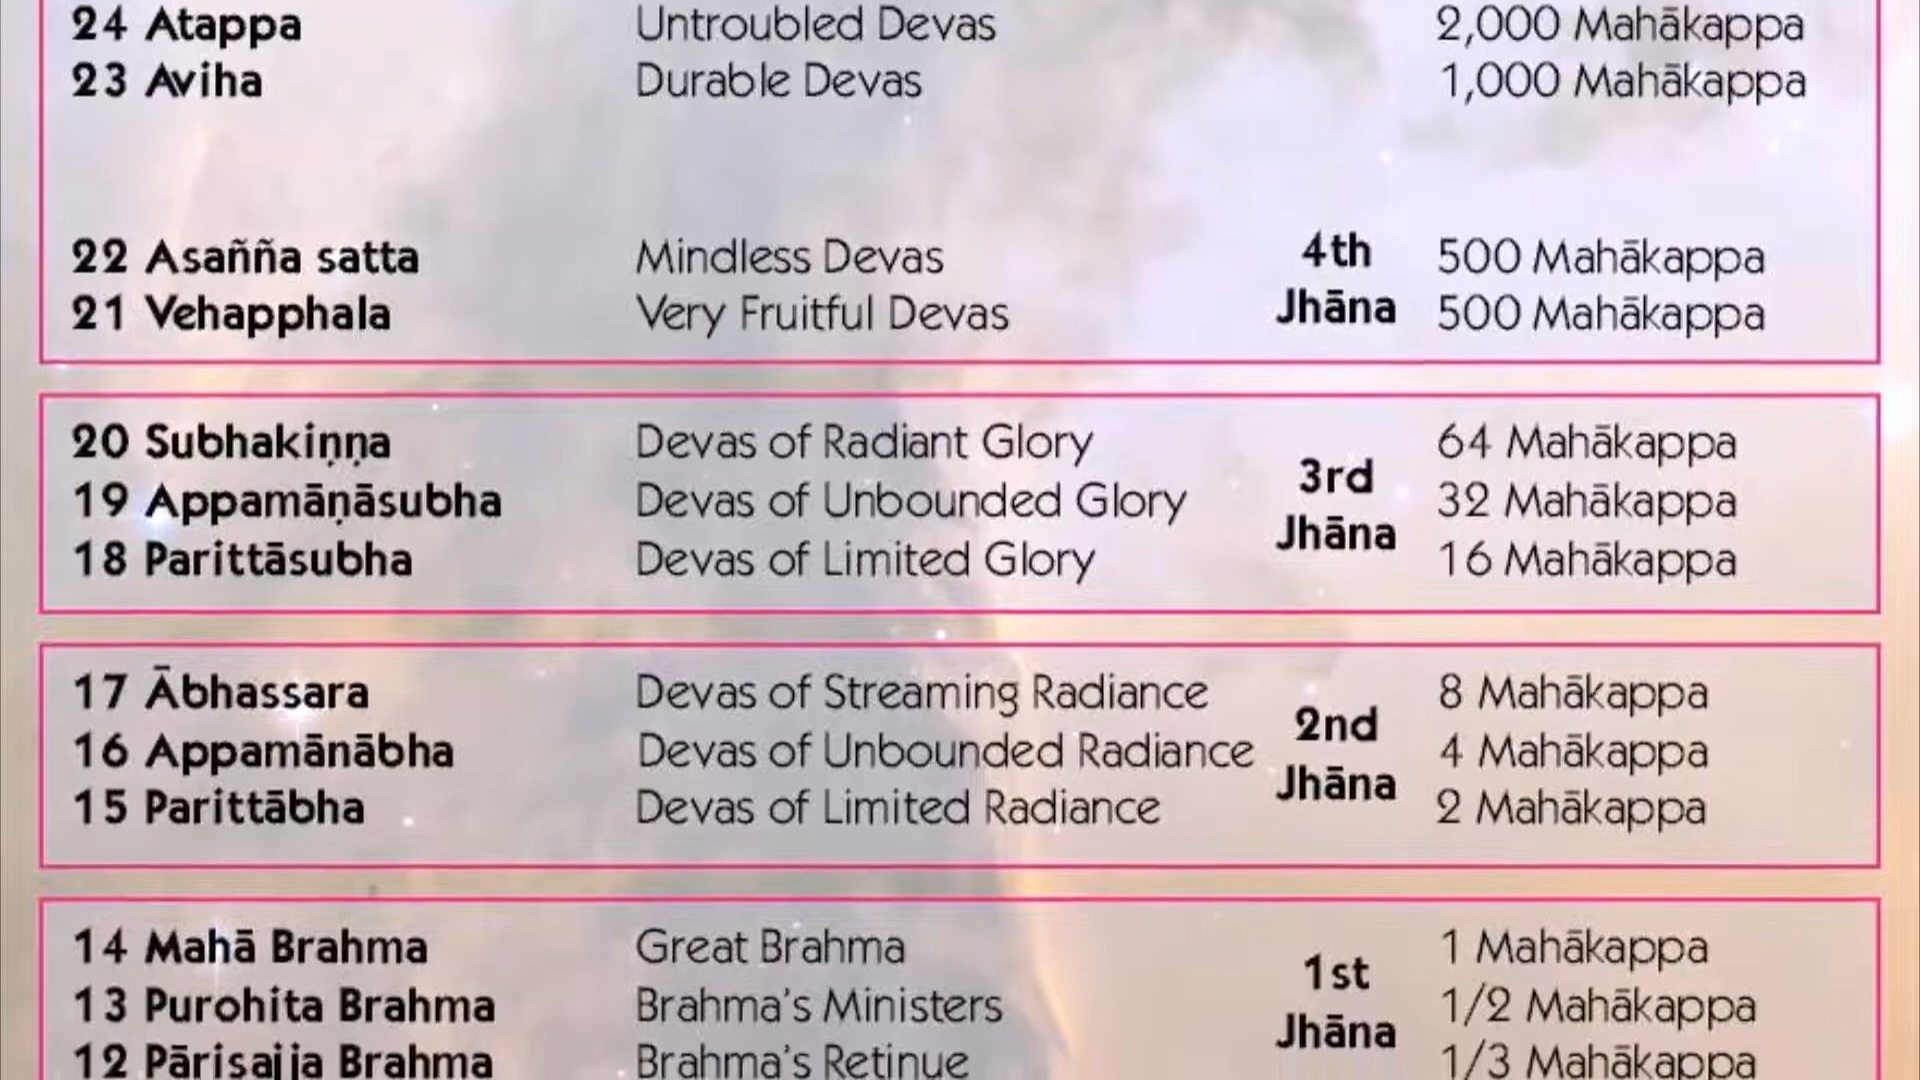 24 Atappa Untroubled Devas 2,000 Mahākappa
23 Aviha Durable Devas 1,000 Mahākappa
22 Asañña satta Mindless Devas 4th 500 Mahākappa
21 Vehapphala Very Fruitful Devas Jhāna 500 Mahākappa
20 Subhakiṇṇa Devas of Radiant Glory 64 Mahākappa
3rd
19 Appamāṇāsubha Devas of Unbounded Glory 32 Mahākappa
Jhāna
18 Parittāsubha Devas of Limited Glory 16 Mahākappa
17 Ābhassara Devas of Streaming Radiance 8 Mahākappa
2nd
16 Appamānābha Devas of Unbounded Radiance 4 Mahākappa
Jhāna
15 Parittābha Devas of Limited Radiance 2 Mahākappa
14 Mahā Brahma Great Brahma 1 Mahākappa
1st
13 Purohita Brahma Brahma's Ministers 1/2 Mahākappa
Jhāna
12 Pārisajja Brahma Brahma's Retinue 1/3 Mahākappa